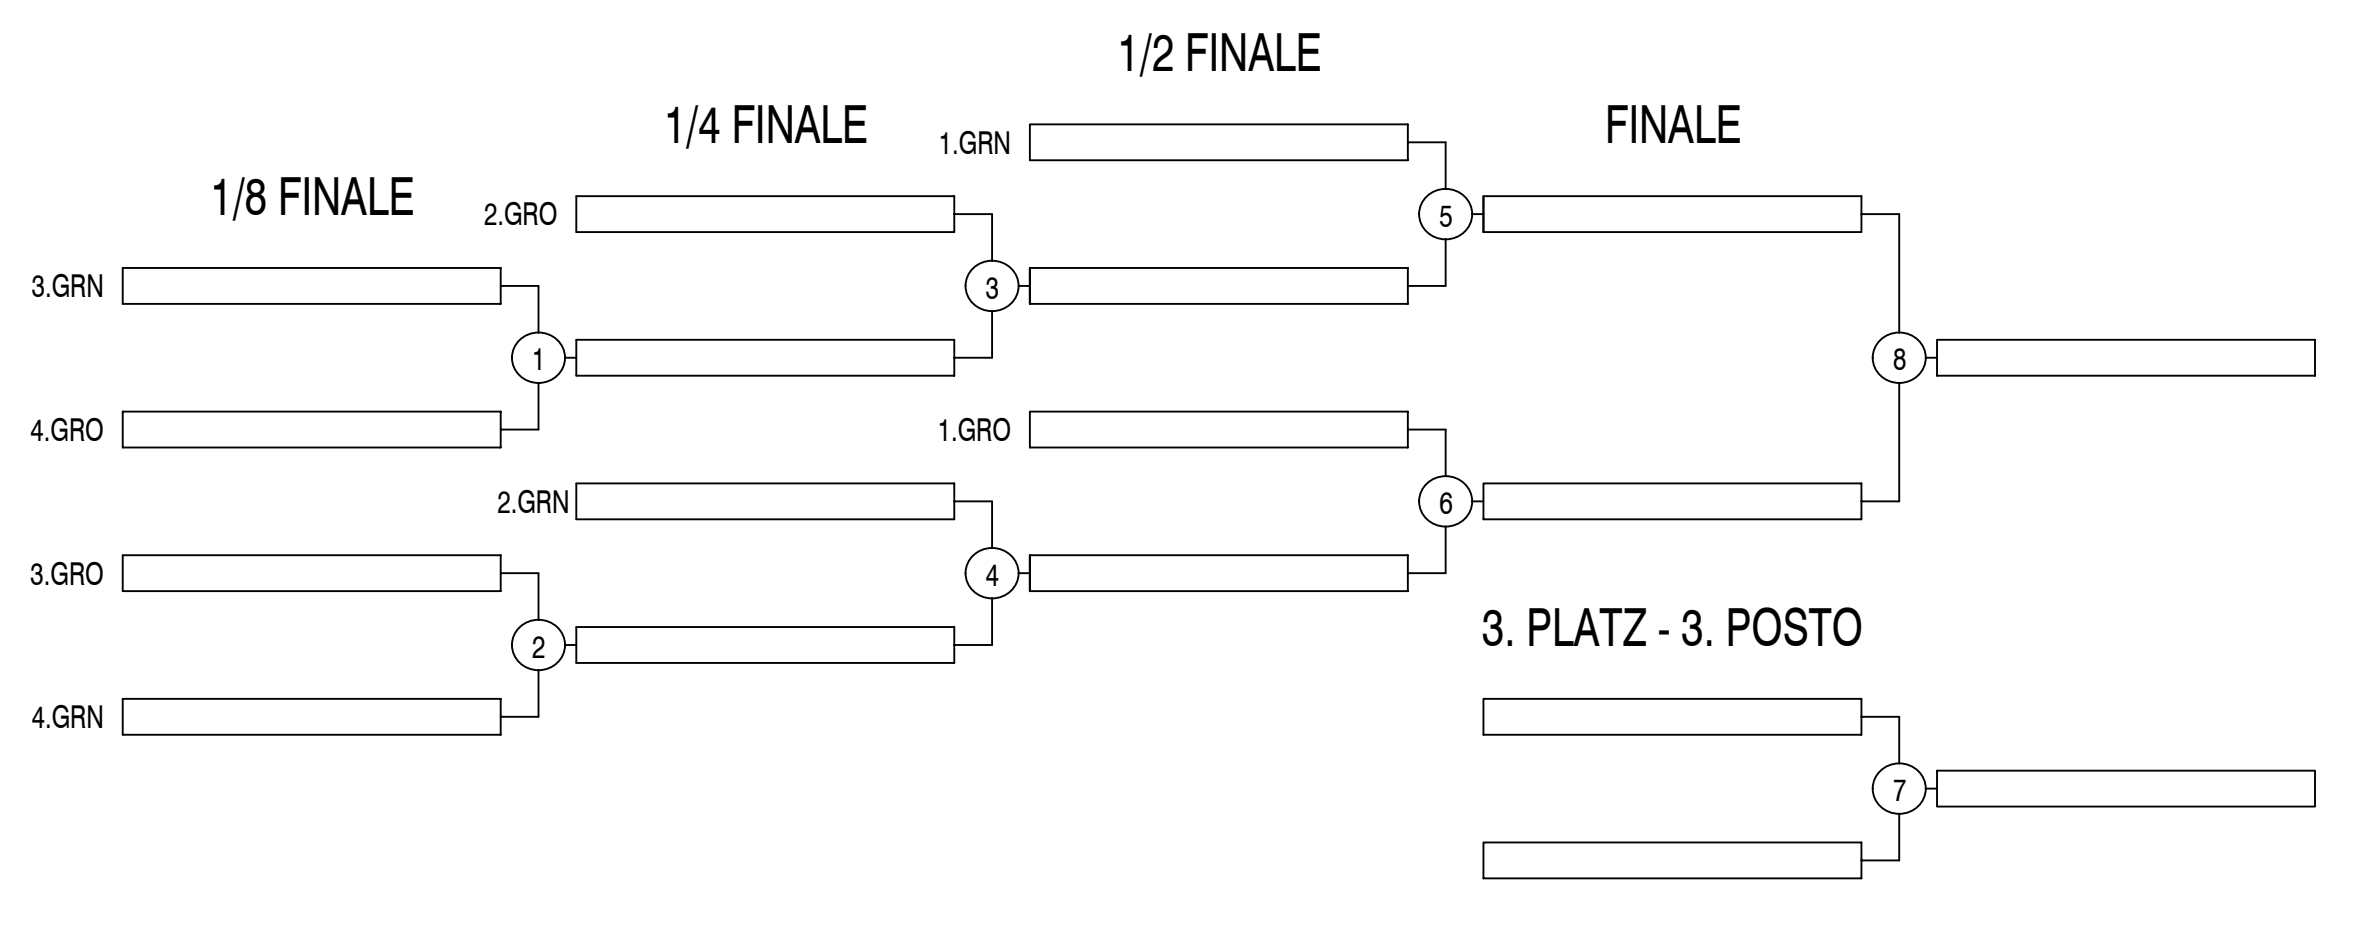 1/2 FINALE
1/4 FINALE
FINALE
1.GRN
1/8 FINALE
2.GRO
5
3.GRN
3
1
8
4.GRO
1.GRO
2.GRN
6
3.GRO
4
3. PLATZ - 3. POSTO
2
4.GRN
7